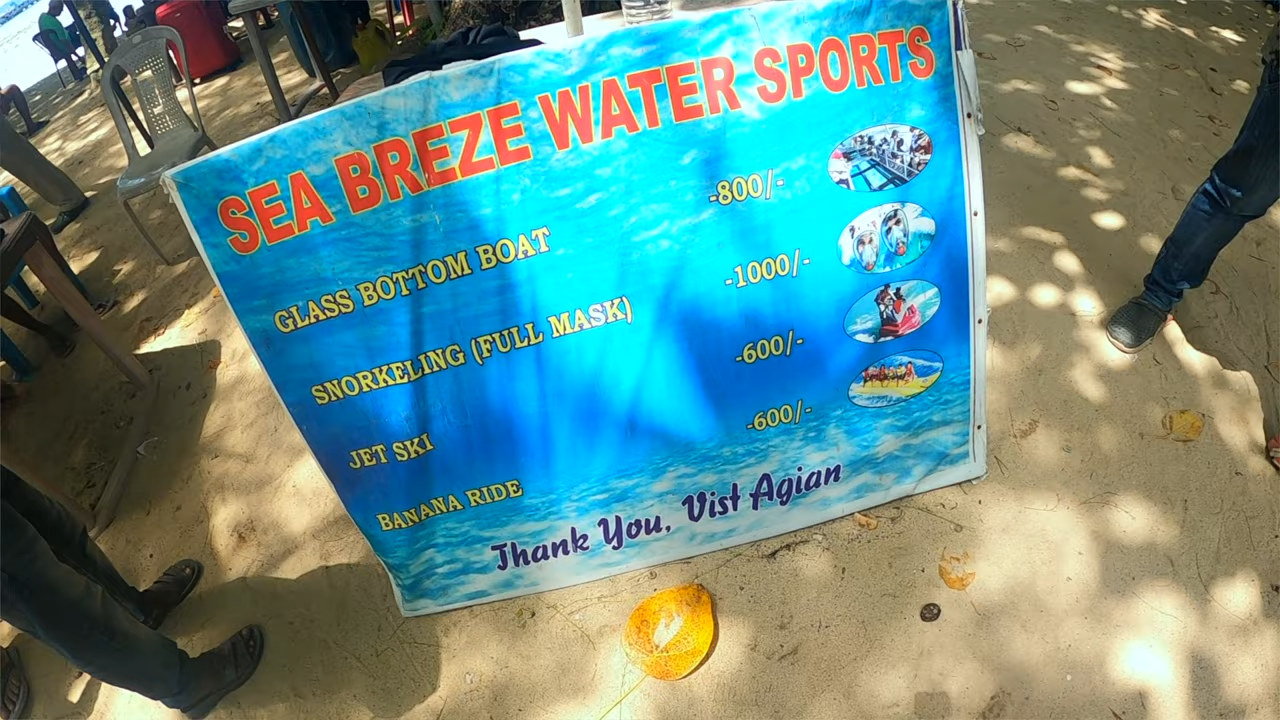 SEA BREZE WATER SPORTS
GLASS BOTTOM BOAT -800/-
SNORKELING (FULL MASK) -1000/-
JET SKI -600/-
BANANA RIDE -600/-
Thank You, Vist Agian